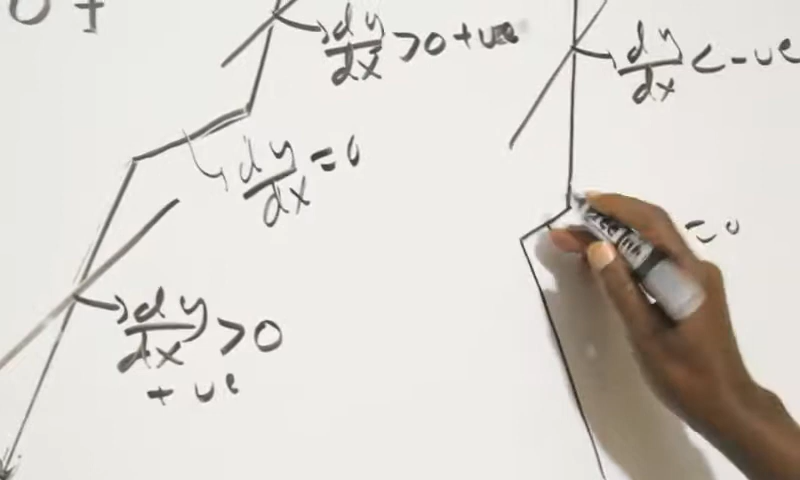 dy/dx > 0 + ve
dy/dx < - ve
dy/dx = 0
= 0
dy/dx > 0
+ ve